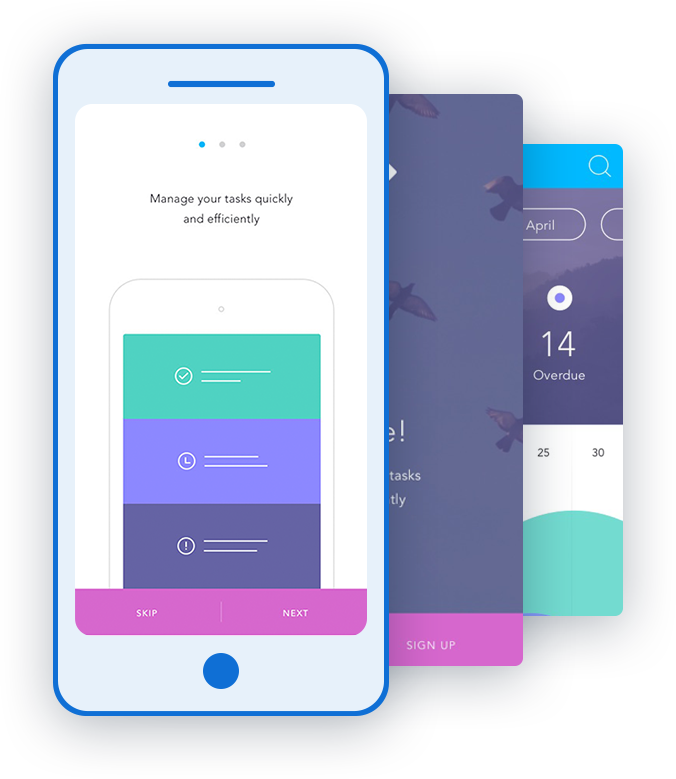 Manage your tasks quickly
and efficiently
SKIP
NEXT
e!
tasks
tly
SIGN UP
April
14
Overdue
25
30